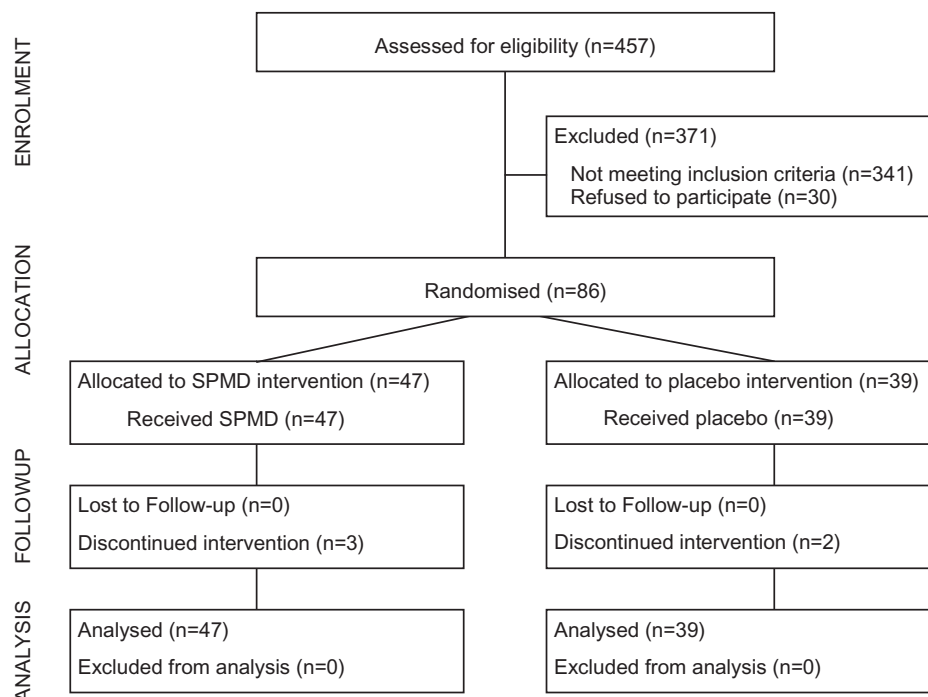 ENROLMENT
Assessed for eligibility (n=457)
Excluded (n=371)
Not meeting inclusion criteria (n=341)
Refused to participate (n=30)
ALLOCATION
Randomised (n=86)
Allocated to SPMD intervention (n=47)
Received SPMD (n=47)
Allocated to placebo intervention (n=39)
Received placebo (n=39)
FOLLOWUP
Lost to Follow-up (n=0)
Discontinued intervention (n=3)
Lost to Follow-up (n=0)
Discontinued intervention (n=2)
ANALYSIS
Analysed (n=47)
Excluded from analysis (n=0)
Analysed (n=39)
Excluded from analysis (n=0)